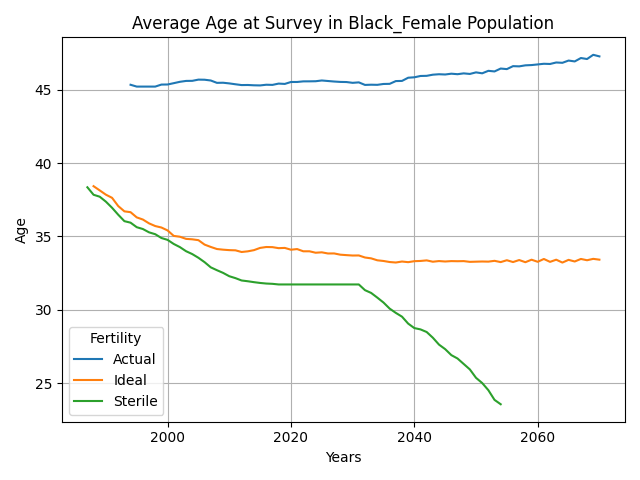 Average Age at Survey in Black_Female Population
45
40
35
30
25
Age
Fertility
Actual
Ideal
Sterile
2000 2020 2040 2060
Years